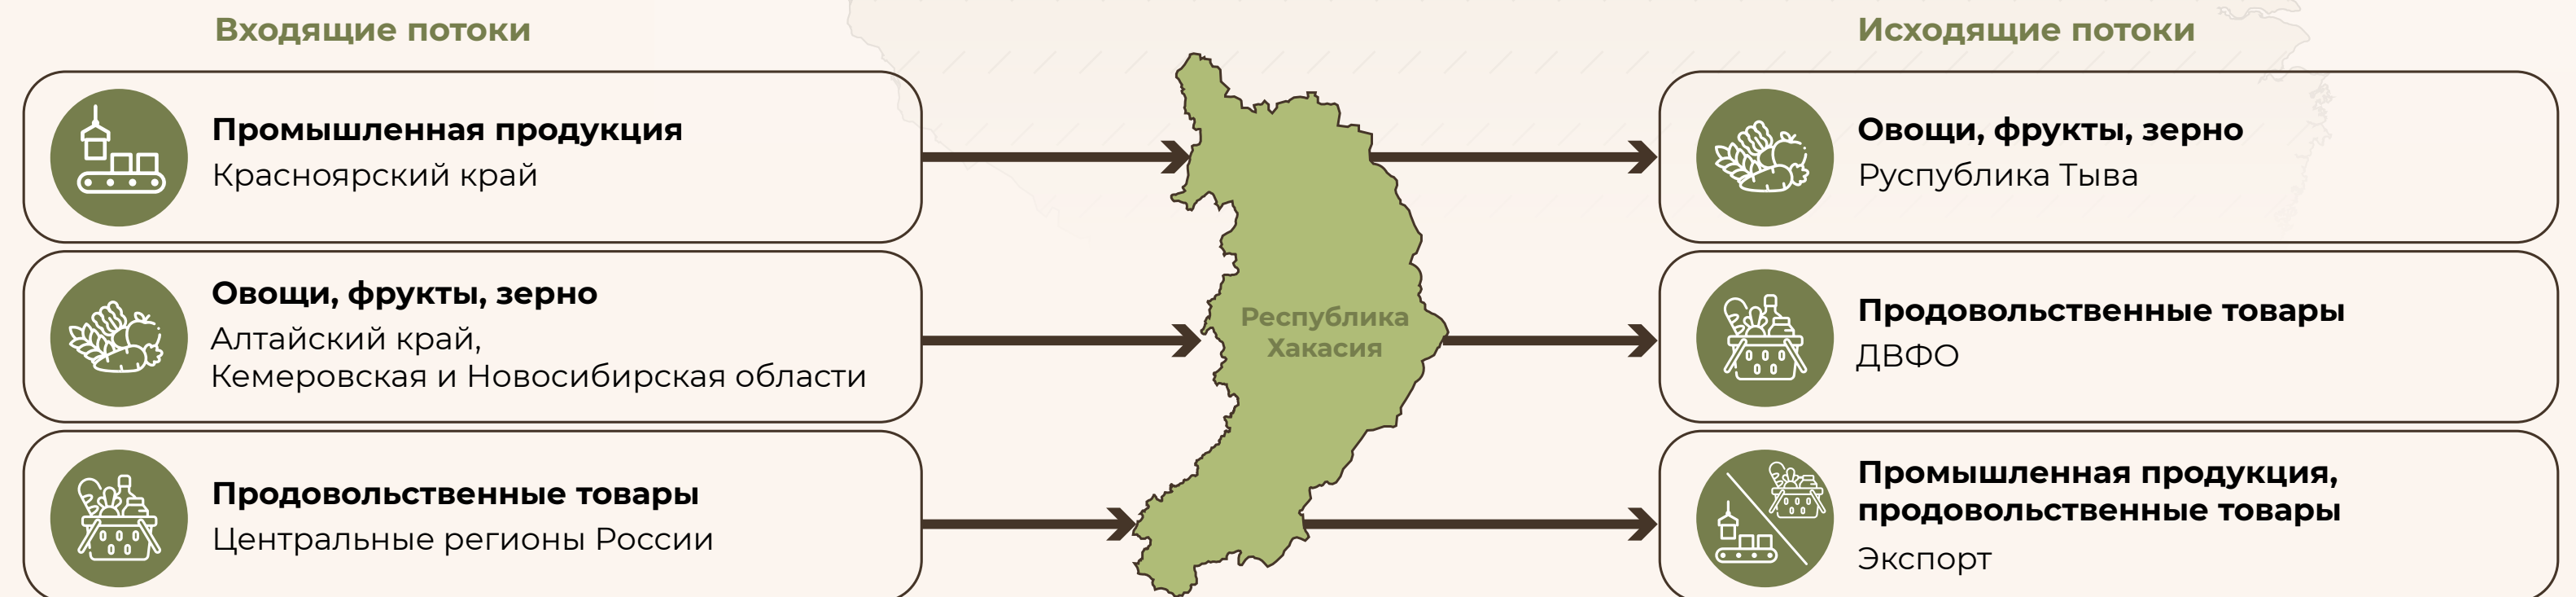 Входящие потоки
Промышленная продукция
Красноярский край
Овощи, фрукты, зерно
Алтайский край,
Кемеровская и Новосибирская области
Продовольственные товары
Центральные регионы России
Республика
Хакасия
Исходящие потоки
Овощи, фрукты, зерно
Руспублика Тыва
Продовольственные товары
ДВФО
Промышленная продукция,
продовольственные товары
Экспорт